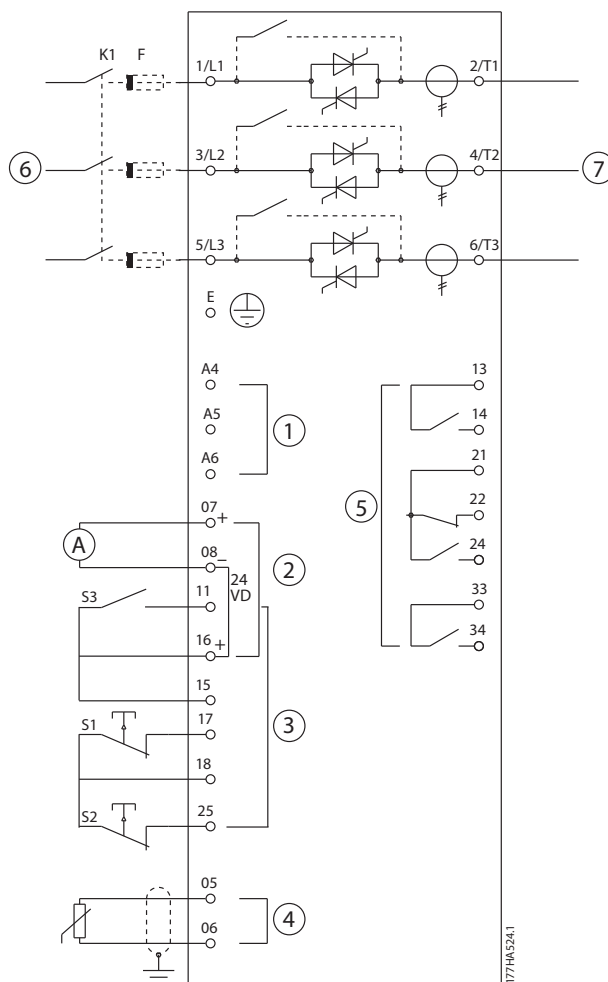 K1 F
1/L1 2/T1
6 3/L2 4/T2 7
5/L3 6/T3
E
A4 13
A5 1 14
A6 21
5
07 + 22
A
08 – 2 24
24
VD
S3 11 33
16 + 34
15
S1 17 3
18
S2 25
05
4
06
177HA524.1